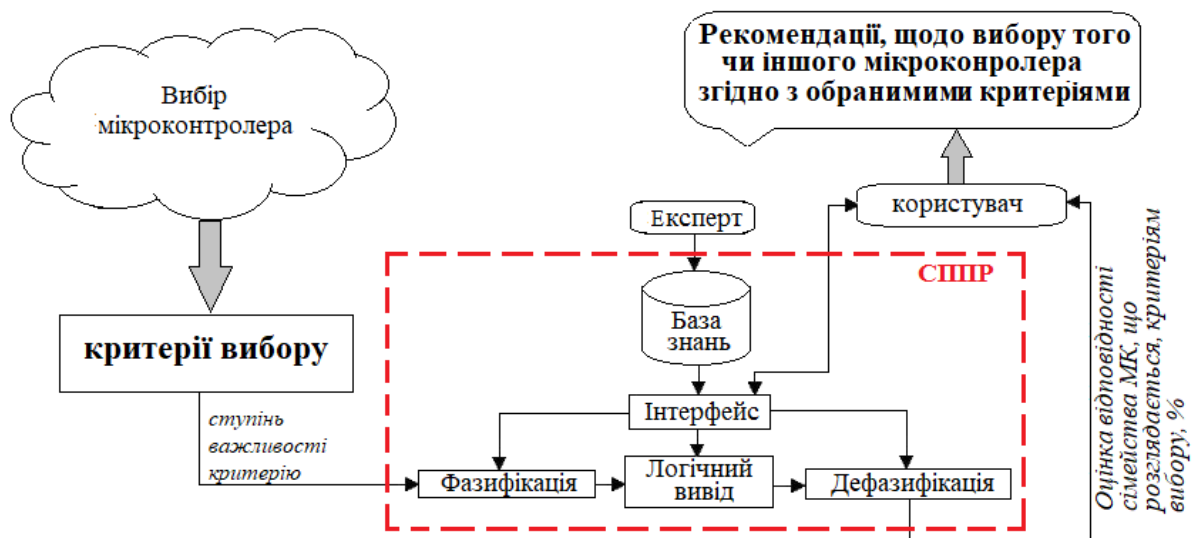 Вибір
мікроконтролера
Рекомендації, щодо вибору того
чи іншого мікроконролера
згідно з обранимими критеріями
користувач
Експерт
СППР
База
знань
критерії вибору
Інтерфейс
ступінь
важливості
критерію
Фазифікація
Логічний
вивід
Дефазифікація
Оцінка відповідності
сімейства МК, що
розглядається, критеріям
вибору, %